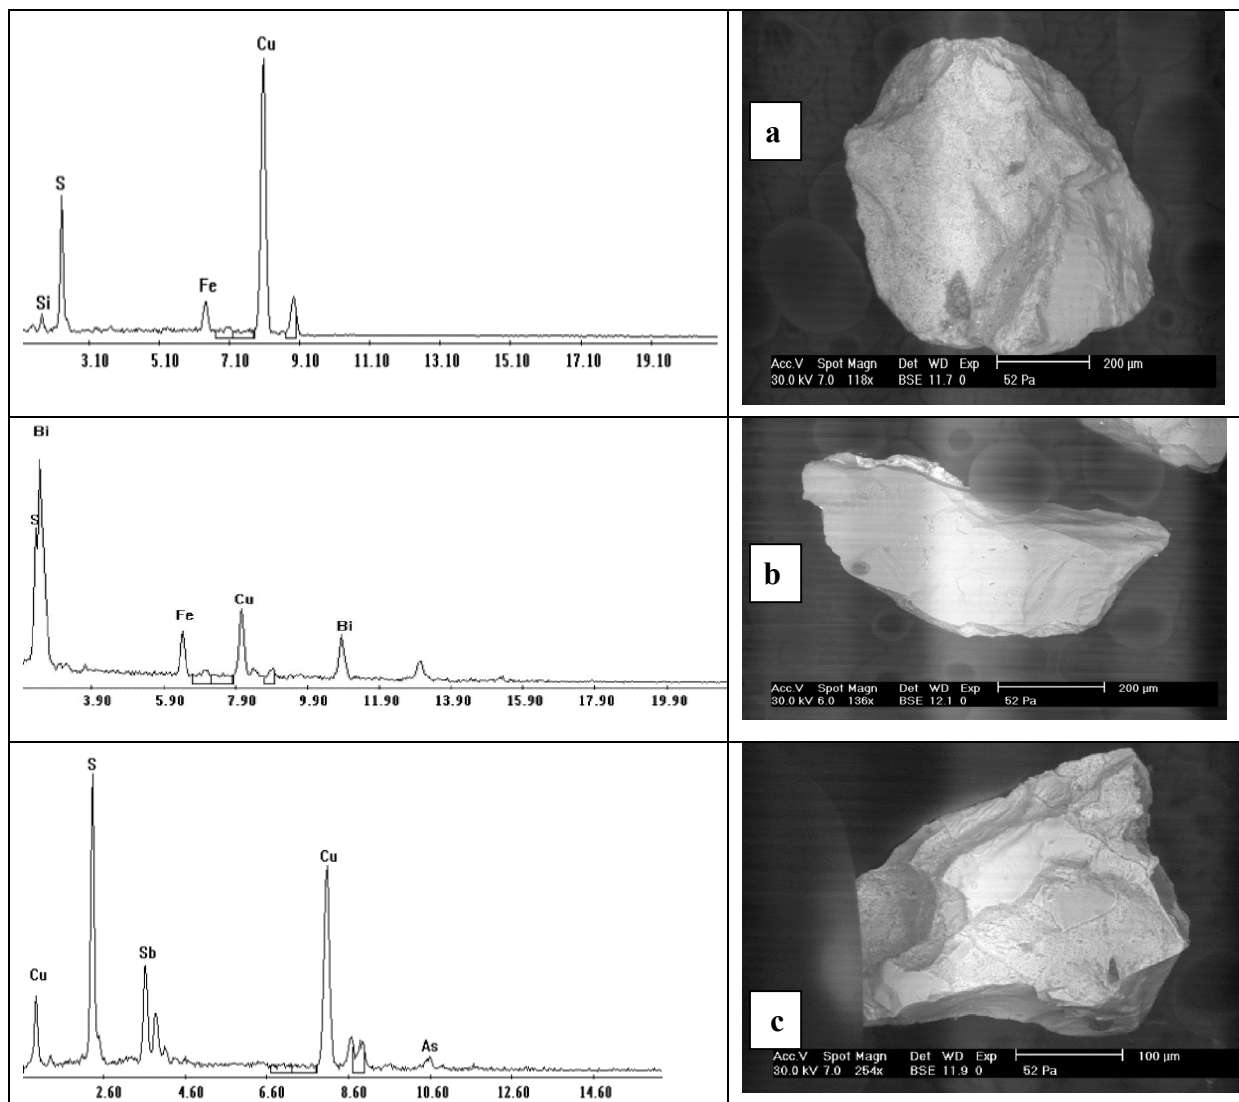 Cu
S
Fe
Si
3.10 5.10 7.10 9.10 11.10 13.10 15.10 17.10 19.10
a
Acc.V Spot Magn Det WD Exp 200 µm
30.0 kV 7.0 118x BSE 11.7 0 52 Pa
Bi
S
Fe
Cu
Bi
3.90 5.90 7.90 9.90 11.90 13.90 15.90 17.90 19.90
b
Acc.V Spot Magn Det WD Exp 200 µm
30.0 kV 6.0 136x BSE 12.1 0 52 Pa
S
Cu
Sb
Cu
As
2.60 4.60 6.60 8.60 10.60 12.60 14.60
c
Acc.V Spot Magn Det WD Exp 100 µm
30.0 kV 7.0 254x BSE 11.9 0 52 Pa